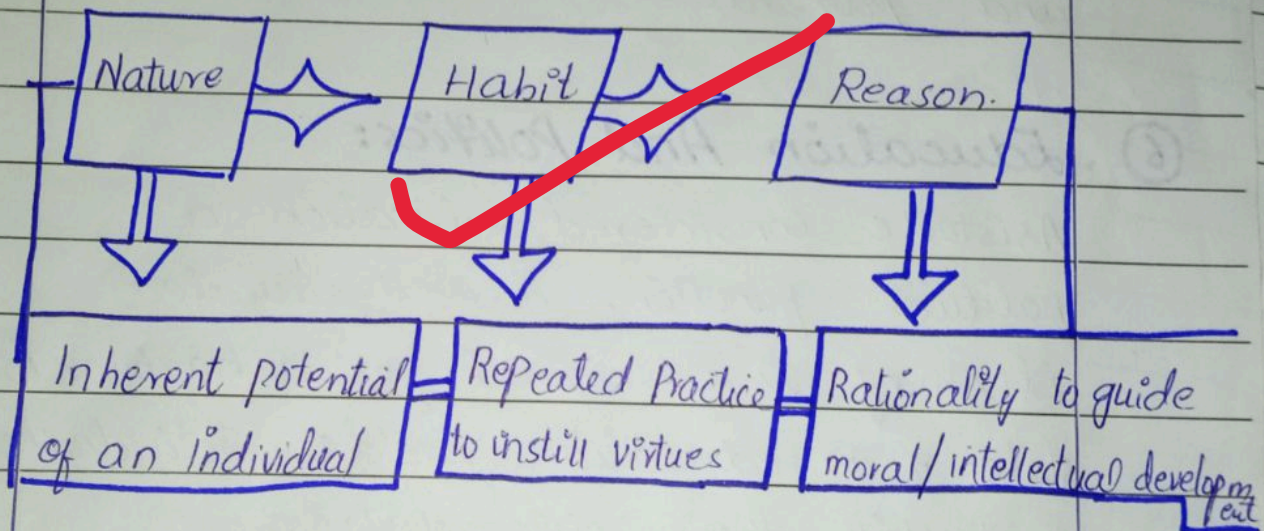 Nature
Habit
Reason.
Inherent potential
of an individual
Repeated Practice
to instill virtues
Rationality to guide
moral/intellectual developm
ent